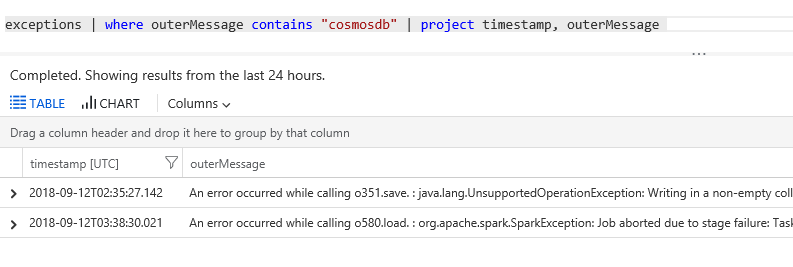 exceptions | where outerMessage contains "cosmosdb" | project timestamp, outerMessage
Completed. Showing results from the last 24 hours.
TABLE CHART Columns
Drag a column header and drop it here to group by that column
timestamp [UTC] outerMessage
2018-09-12T02:35:27.142 An error occurred while calling o351.save. : java.lang.UnsupportedOperationException: Writing in a non-empty coll
2018-09-12T03:38:30.021 An error occurred while calling o580.load. : org.apache.spark.SparkException: Job aborted due to stage failure: Task